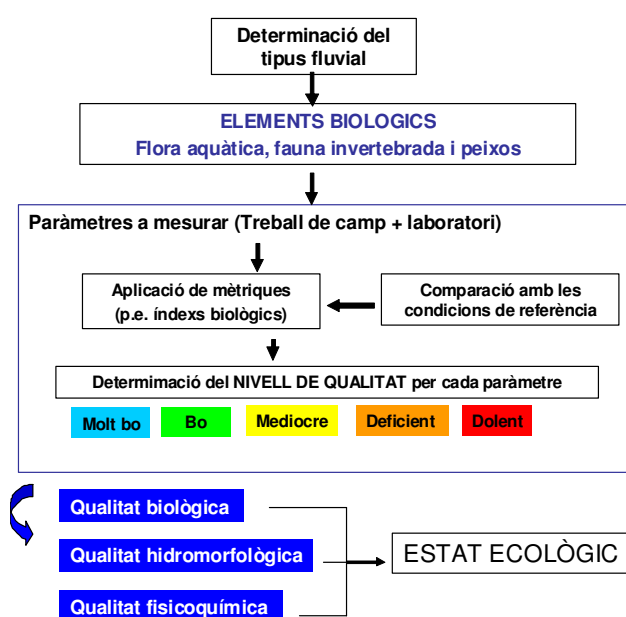 Determinació del
tipus fluvial
ELEMENTS BIOLOGICS
Flora aquàtica, fauna invertebrada i peixos
Paràmetres a mesurar (Treball de camp + laboratori)
Aplicació de mètriques
(p.e. índexs biològics)
Comparació amb les
condicions de referència
Determimació del NIVELL DE QUALITAT per cada paràmetre
Molt bo
Bo
Mediocre
Deficient
Dolent
Qualitat biològica
Qualitat hidromorfològica
ESTAT ECOLÒGIC
Qualitat fisicoquímica